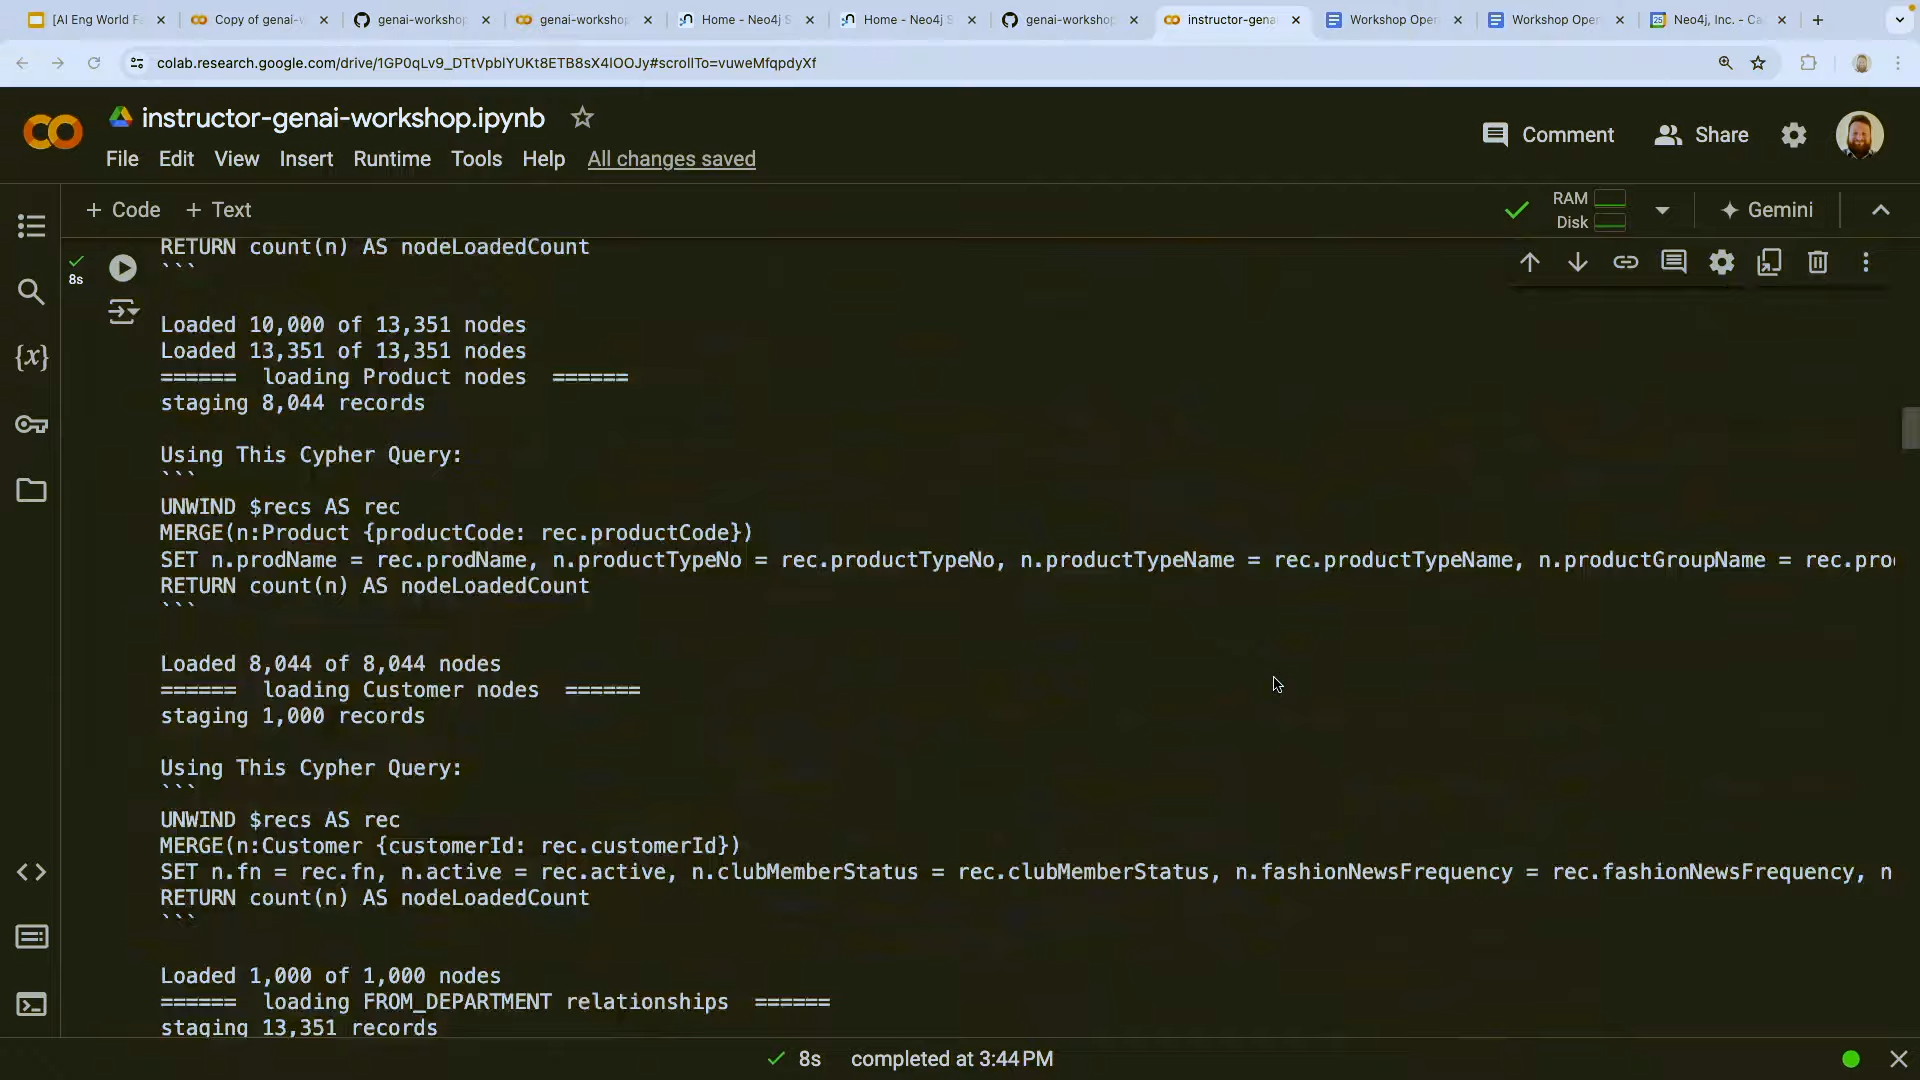 [AI Eng World Fa
Copy of genai-w
genai-workshop
genai-workshop
Home - Neo4j S
Home - Neo4j S
genai-workshop
instructor-genai
Workshop Oper
Workshop Oper
Neo4j, Inc. - Ca
colab.research.google.com/drive/1GP0qLv9_DTtVpblYUKt8ETB8sX4lOOJy#scrollTo=vuweMfqpdyXf
instructor-genai-workshop.ipynb
Comment
Share
File Edit View Insert Runtime Tools Help All changes saved
+ Code + Text
RAM
Disk
Gemini
8s
RETURN count(n) AS nodeLoadedCount
```
Loaded 10,000 of 13,351 nodes
Loaded 13,351 of 13,351 nodes
====== loading Product nodes ======
staging 8,044 records
Using This Cypher Query:
```
UNWIND $recs AS rec
MERGE(n:Product {productCode: rec.productCode})
SET n.prodName = rec.prodName, n.productTypeNo = rec.productTypeNo, n.productTypeName = rec.productTypeName, n.productGroupName = rec.pro
RETURN count(n) AS nodeLoadedCount
```
Loaded 8,044 of 8,044 nodes
====== loading Customer nodes ======
staging 1,000 records
Using This Cypher Query:
```
UNWIND $recs AS rec
MERGE(n:Customer {customerId: rec.customerId})
SET n.fn = rec.fn, n.active = rec.active, n.clubMemberStatus = rec.clubMemberStatus, n.fashionNewsFrequency = rec.fashionNewsFrequency, n
RETURN count(n) AS nodeLoadedCount
```
Loaded 1,000 of 1,000 nodes
====== loading FROM_DEPARTMENT relationships ======
staging 13,351 records
8s completed at 3:44 PM